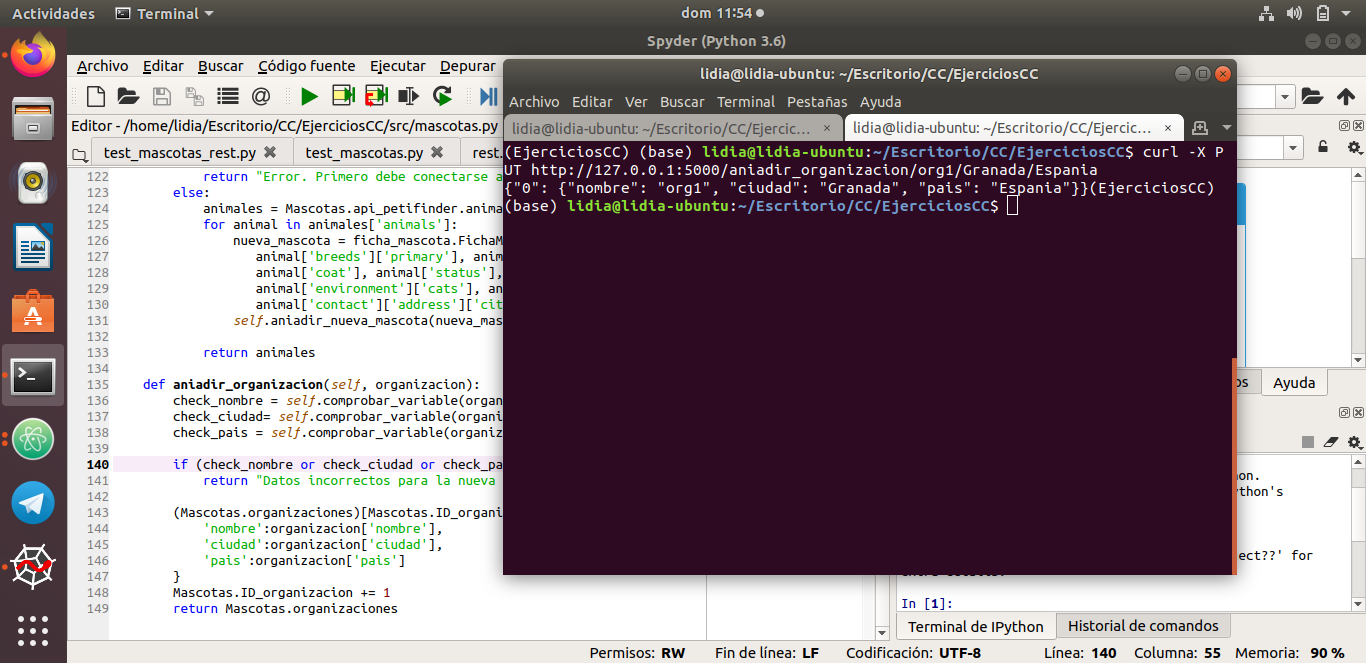 Actividades Terminal dom 11:54
Spyder (Python 3.6)
Archivo Editar Buscar Código fuente Ejecutar Depurar
Editor - /home/lidia/Escritorio/CC/EjerciciosCC/src/mascotas.py
test_mascotas_rest.py test_mascotas.py rest.
122 return "Error. Primero debe conectarse a
123 else:
124 animales = Mascotas.api_petifinder.anima
125 for animal in animales['animals']:
126 nueva_mascota = ficha_mascota.FichaM
127 animal['breeds']['primary'], anim
128 animal['coat'], animal['status'],
129 animal['environment']['cats'], an
130 animal['contact']['address']['cit
131 self.aniadir_nueva_mascota(nueva_mas
132
133 return animales
134
135 def aniadir_organizacion(self, organizacion):
136 check_nombre = self.comprobar_variable(organ
137 check_ciudad= self.comprobar_variable(organi
138 check_pais = self.comprobar_variable(organiz
139
140 if (check_nombre or check_ciudad or check_pa
141 return "Datos incorrectos para la nueva
142
143 (Mascotas.organizaciones)[Mascotas.ID_organi
144 'nombre':organizacion['nombre'],
145 'ciudad':organizacion['ciudad'],
146 'pais':organizacion['pais']
147 }
148 Mascotas.ID_organizacion += 1
149 return Mascotas.organizaciones
lidia@lidia-ubuntu: ~/Escritorio/CC/EjerciciosCC
Archivo Editar Ver Buscar Terminal Pestañas Ayuda
lidia@lidia-ubuntu: ~/Escritorio/CC/Ejercic... × lidia@lidia-ubuntu: ~/Escritorio/CC/Ejercic... ×
(EjerciciosCC) (base) lidia@lidia-ubuntu:~/Escritorio/CC/EjerciciosCC$ curl -X P
UT http://127.0.0.1:5000/aniadir_organizacion/org1/Granada/Espania
{"0": {"nombre": "org1", "ciudad": "Granada", "pais": "Espania"}}(EjerciciosCC)
(base) lidia@lidia-ubuntu:~/Escritorio/CC/EjerciciosCC$
os Ayuda
on.
ython's
ect??' for
In [1]:
Terminal de IPython Historial de comandos
Permisos: RW Fin de línea: LF Codificación: UTF-8 Línea: 140 Columna: 55 Memoria: 90 %